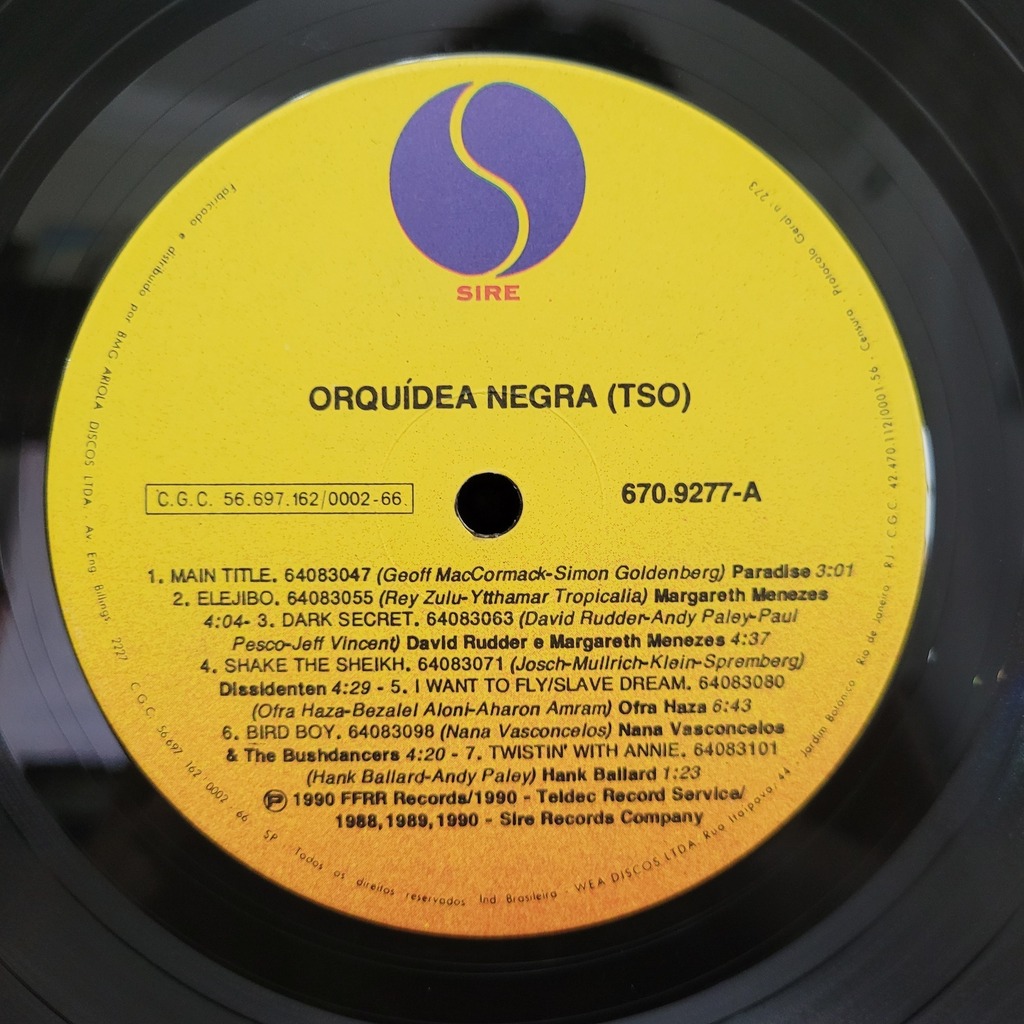 SIRE
ORQUÍDEA NEGRA (TSO)
C.G.C. 56.697.162/0002-66
670.9277-A
1. MAIN TITLE. 64083047 (Geoff MacCormack-Simon Goldenberg) Paradise 3:01
2. ELEJIBO. 64083055 (Rey Zulu-Ytthamar Tropicalia) Margareth Menezes
4:04- 3. DARK SECRET. 64083063 (David Rudder-Andy Paley-Paul
Pesco-Jeff Vincent) David Rudder e Margareth Menezes 4:37
4. SHAKE THE SHEIKH. 64083071 (Josch-Mullrich-Klein-Spremberg)
Dissidenten 4:29 - 5. I WANT TO FLY/SLAVE DREAM. 64083080
(Ofra Haza-Bezalel Aloni-Aharon Amram) Ofra Haza 6:43
6. BIRD BOY. 64083098 (Nana Vasconcelos) Nana Vasconcelos
& The Bushdancers 4:20 - 7. TWISTIN' WITH ANNIE. 64083101
(Hank Ballard-Andy Paley) Hank Ballard 1:23
Ⓟ 1990 FFRR Records/1990 - Teldec Record Service/
1988,1989,1990 - Sire Records Company
Fabricado e distribuido por BMG ARIOLA DISCOS LTDA. Av. Eng Billings 2227 C.G.C. 56.697.162 0002-66 SP - Todos os direitos reservados Ind. Brasileira - WEA DISCOS LTDA. Rua Itaipava, 44 - Jardim Botanico Rio de Janeiro RJ - C.G.C 42.470.112/0001 56 - Censura Protocolo Geral nº 273